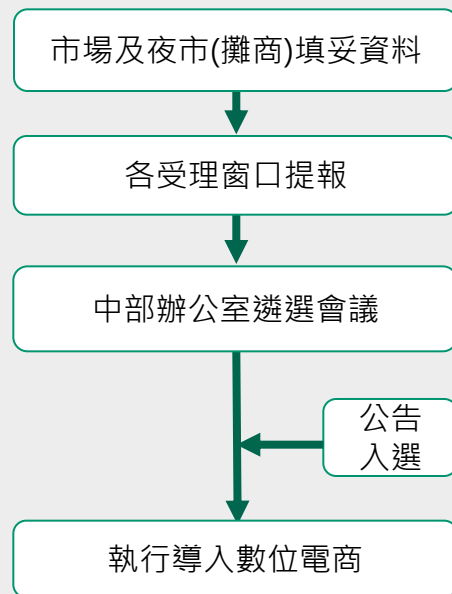 市場及夜市(攤商)填妥資料
各受理窗口提報
中部辦公室遴選會議
公告
入選
執行導入數位電商